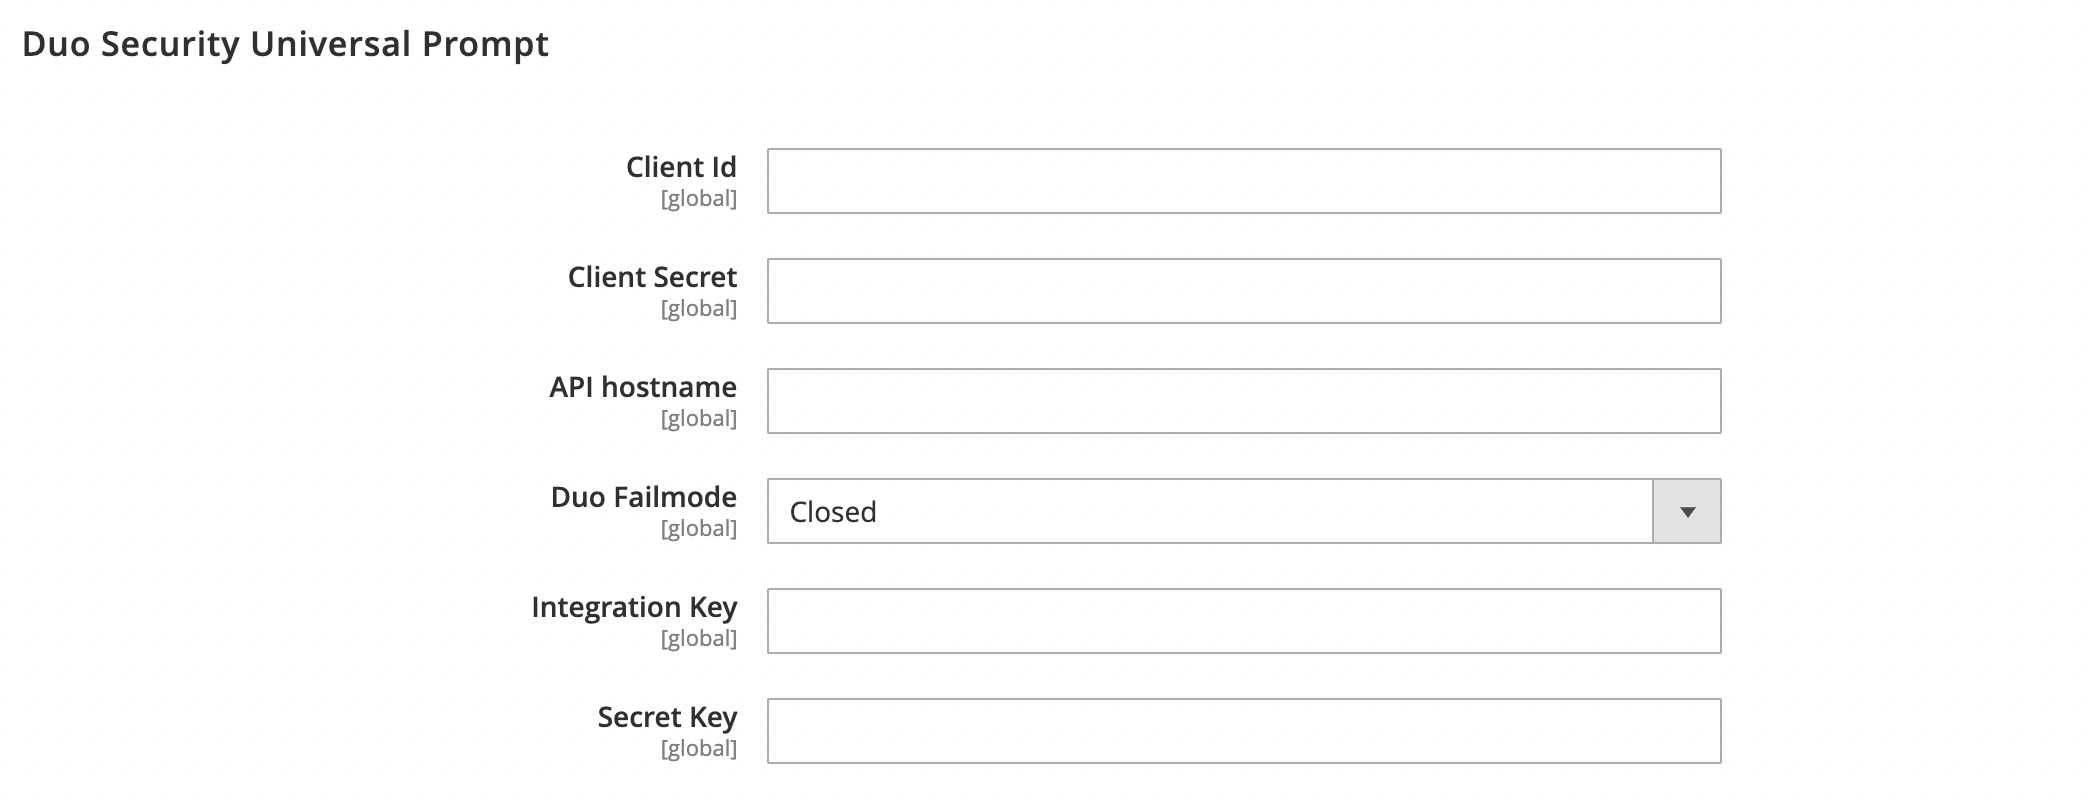 Duo Security Universal Prompt
Client Id
[global]
Client Secret
[global]
API hostname
[global]
Duo Failmode
[global]
Closed
Integration Key
[global]
Secret Key
[global]